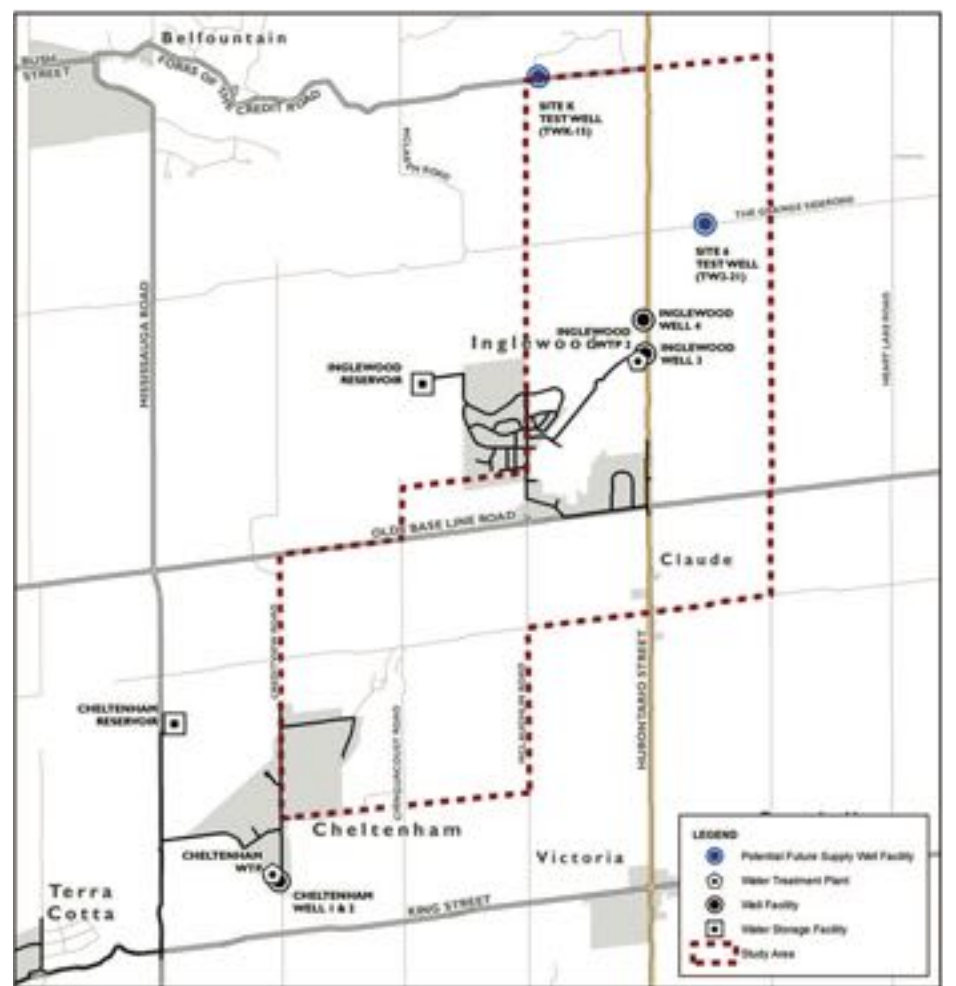 Belfountain
BUSH
STREET
FORKS OF THE CREDIT ROAD
SITE K
TEST WELL
(TWK-15)
THE GRANGE SIDEROAD
SITE 6
TEST WELL
(TW3-21)
MISSISSAUGA ROAD
HEART LAKE ROAD
INGLEWOOD
WELL 4
INGLEWOOD
WTP 2
Inglewood
INGLEWOOD
WELL 3
INGLEWOOD
RESERVOIR
OLDE BASE LINE ROAD
Claude
CREDITVIEW ROAD
CHINGUACOUSY ROAD
MCLAUGHLIN ROAD
HURONTARIO STREET
CHELTENHAM
RESERVOIR
Cheltenham
CHELTENHAM
WTP
CHELTENHAM
WELL 1 & 2
Victoria
KING STREET
Terra
Cotta
LEGEND
Potential Future Supply Well Facility
Water Treatment Plant
Well Facility
Water Storage Facility
Study Area